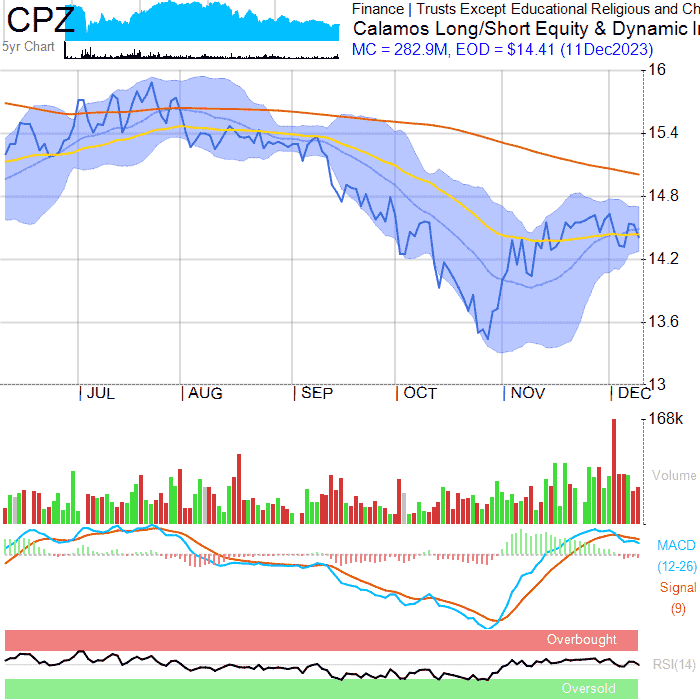 CPZ
5yr Chart
Finance | Trusts Except Educational Religious and Ch
Calamos Long/Short Equity & Dynamic I
MC = 282.9M, EOD = $14.41 (11Dec2023)
16
15.4
14.8
14.2
13.6
13
| JUL | AUG | SEP | OCT | NOV | DEC
168k
Volume
MACD
(12-26)
Signal
(9)
Overbought
RSI(14)
Oversold